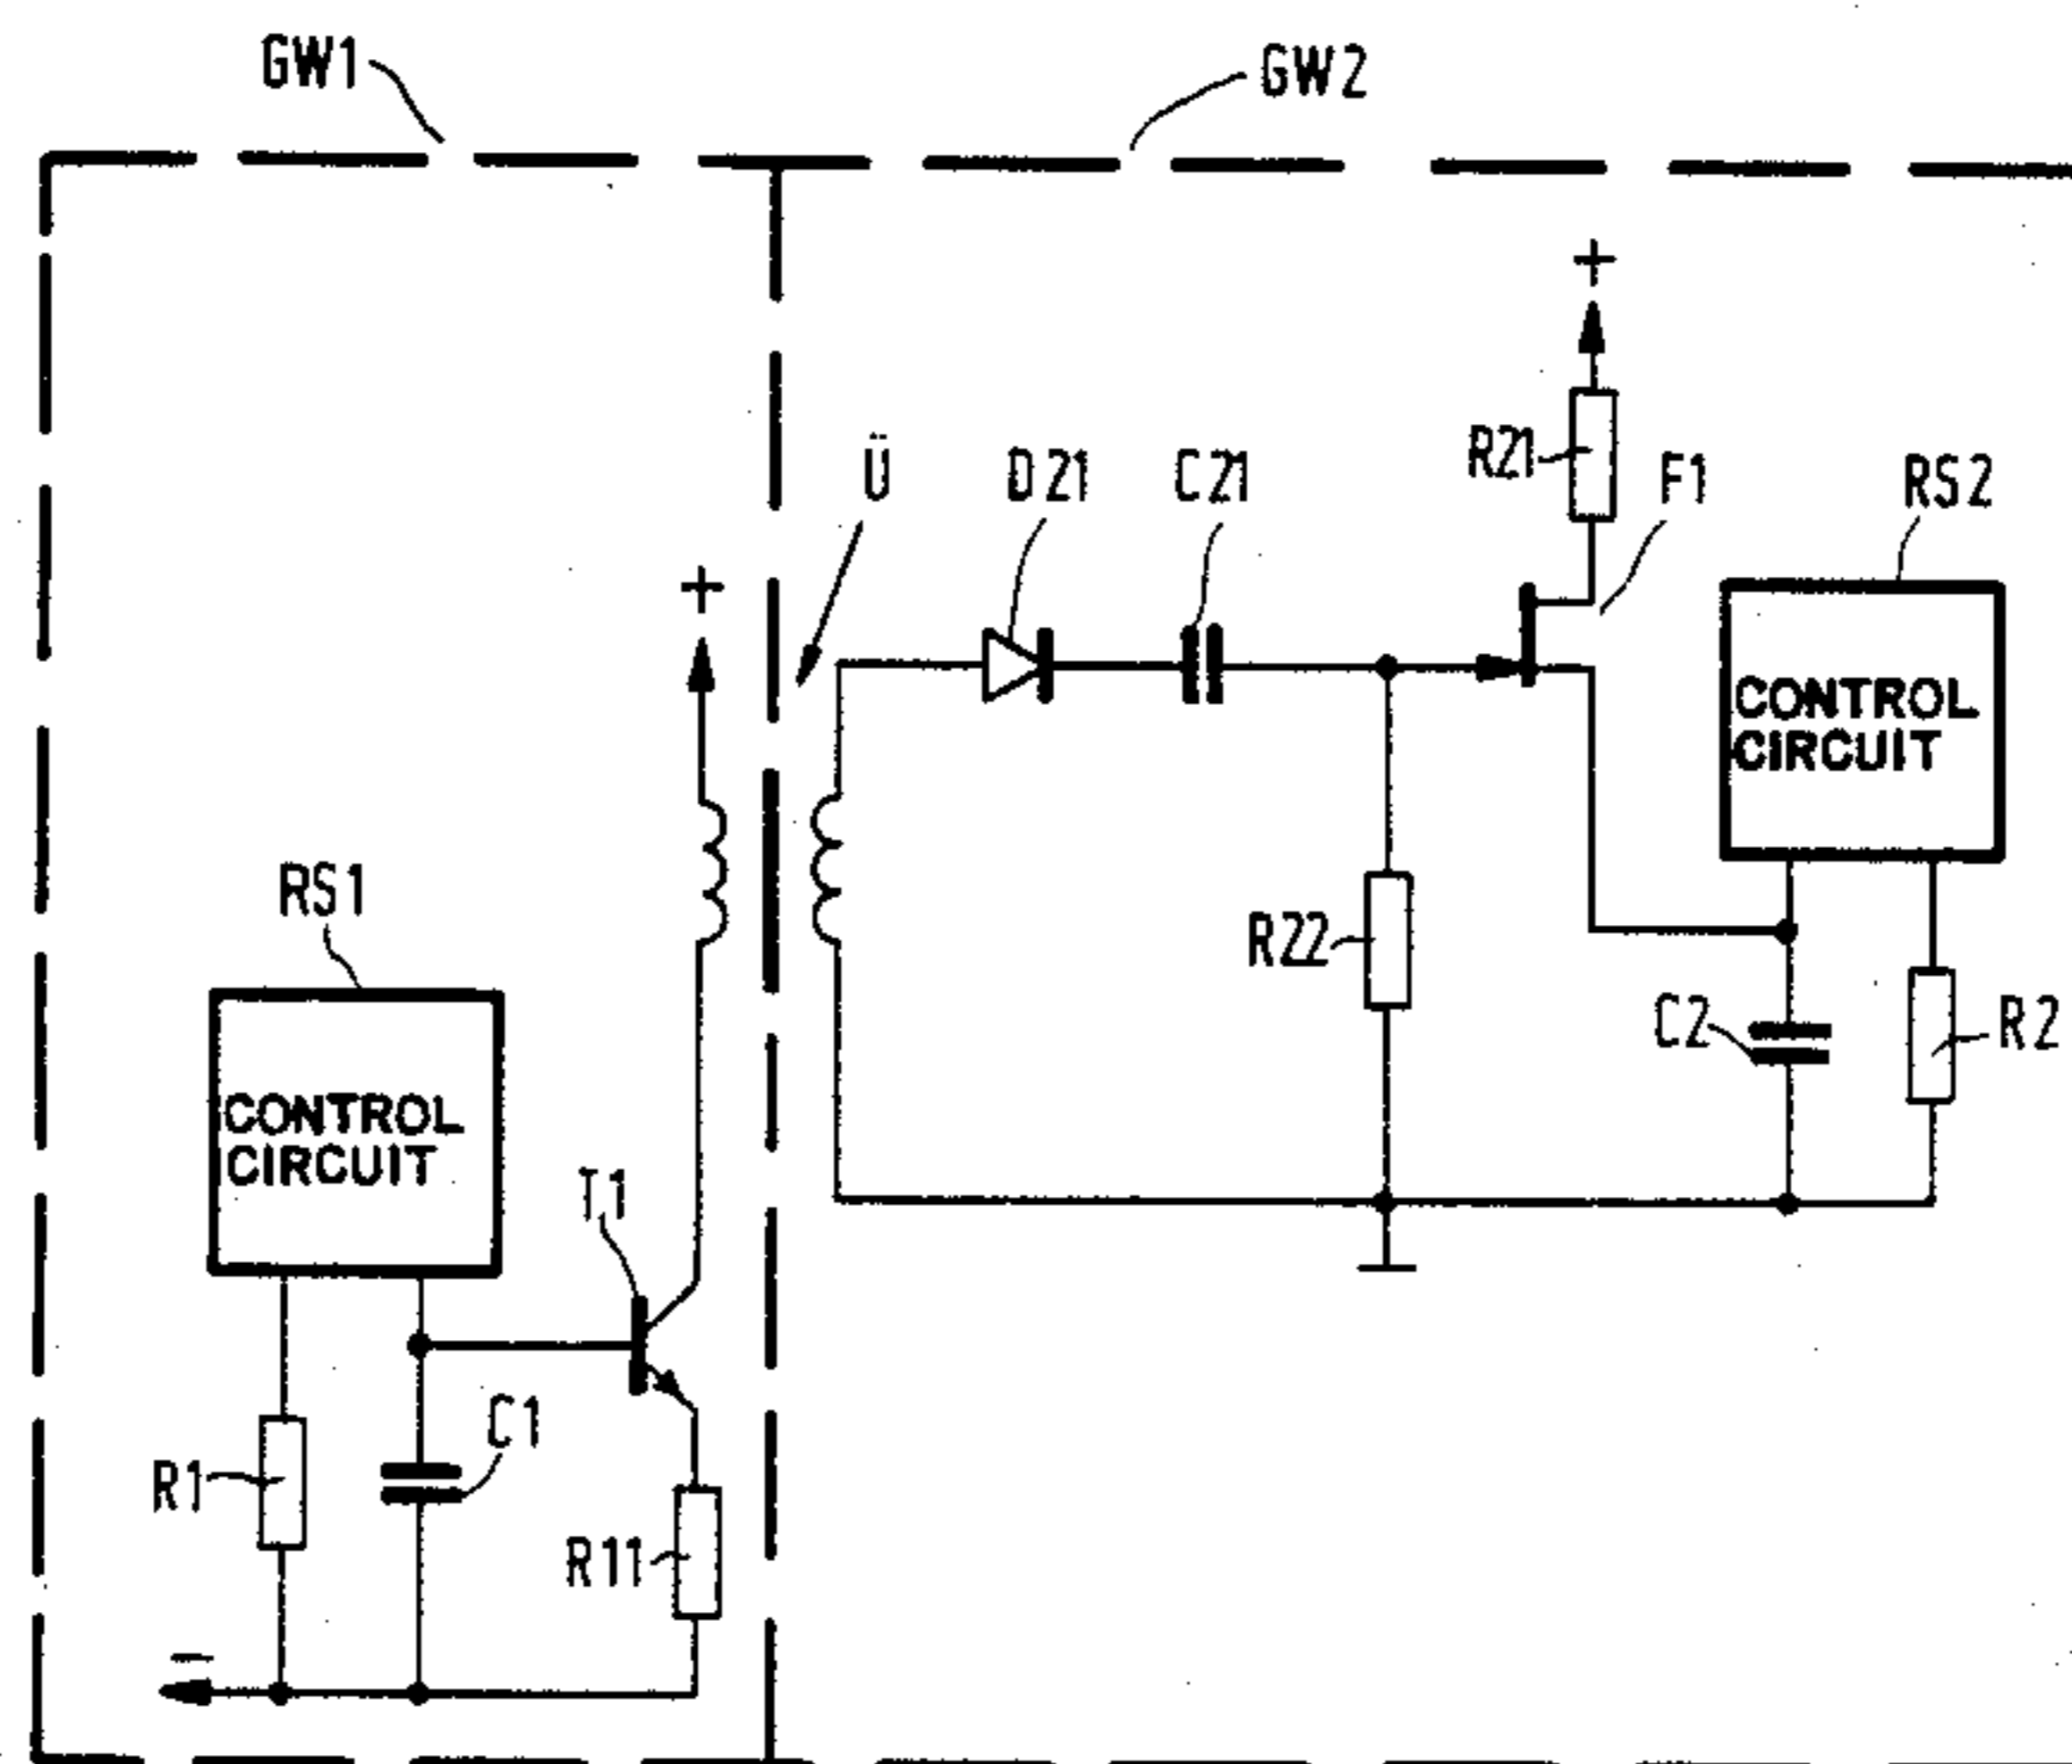 GW1
GW2
+
R21
F1
RS2
Ü
D21
C21
+
CONTROL
CIRCUIT
RS1
R22
C2
R2
CONTROL
CIRCUIT
T1
C1
R1
R11
−